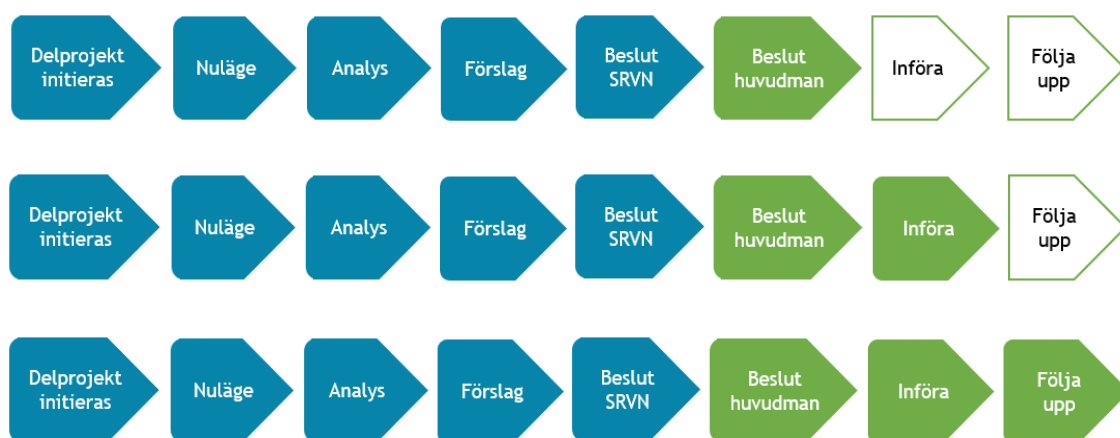 Delprojekt
initieras
Nuläge
Analys
Förslag
Beslut
SRVN
Beslut
huvudman
Införa
Följa
upp
Delprojekt
initieras
Nuläge
Analys
Förslag
Beslut
SRVN
Beslut
huvudman
Införa
Följa
upp
Delprojekt
initieras
Nuläge
Analys
Förslag
Beslut
SRVN
Beslut
huvudman
Införa
Följa
upp